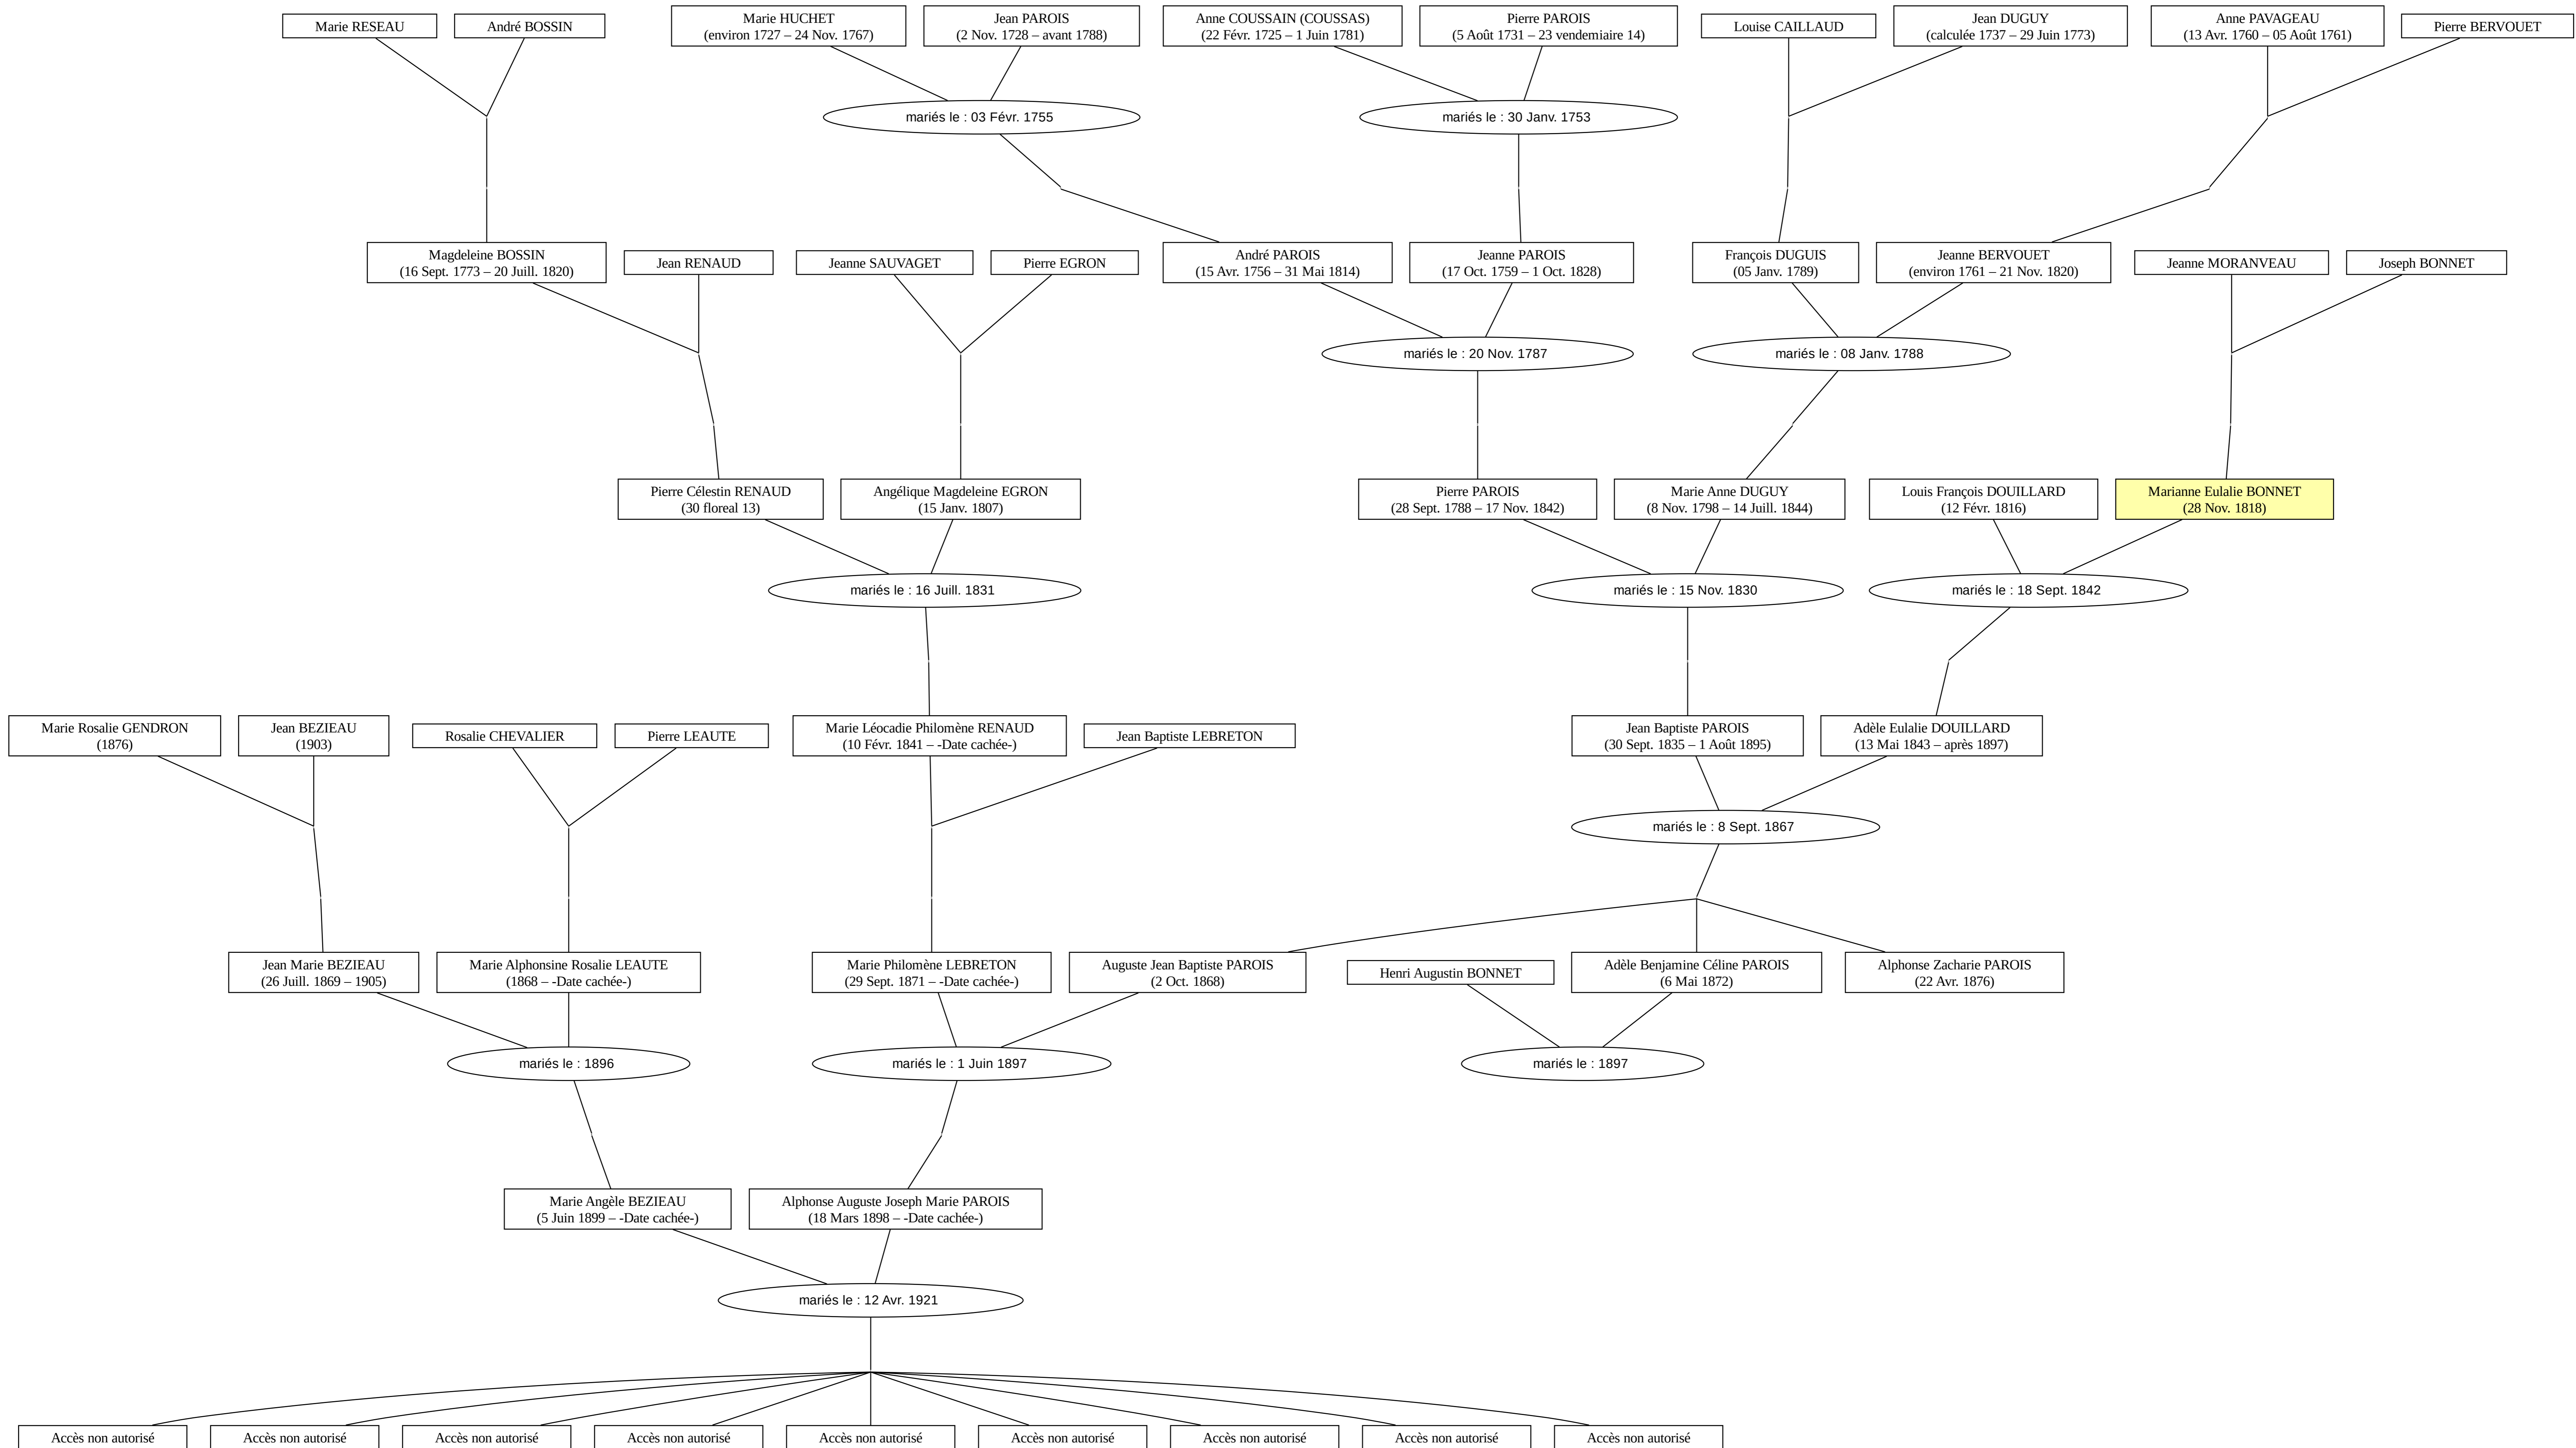 Marie RESEAU
André BOSSIN
Marie HUCHET
(environ 1727 – 24 Nov. 1767)
Jean PAROIS
(2 Nov. 1728 – avant 1788)
Anne COUSSAIN (COUSSAS)
(22 Févr. 1725 – 1 Juin 1781)
Pierre PAROIS
(5 Août 1731 – 23 vendemiaire 14)
Louise CAILLAUD
Jean DUGUY
(calculée 1737 – 29 Juin 1773)
Anne PAVAGEAU
(13 Avr. 1760 – 05 Août 1761)
Pierre BERVOUET
mariés le : 03 Févr. 1755
mariés le : 30 Janv. 1753
Magdeleine BOSSIN
(16 Sept. 1773 – 20 Juill. 1820)
Jean RENAUD
Jeanne SAUVAGET
Pierre EGRON
André PAROIS
(15 Avr. 1756 – 31 Mai 1814)
Jeanne PAROIS
(17 Oct. 1759 – 1 Oct. 1828)
François DUGUIS
(05 Janv. 1789)
Jeanne BERVOUET
(environ 1761 – 21 Nov. 1820)
Jeanne MORANVEAU
Joseph BONNET
mariés le : 20 Nov. 1787
mariés le : 08 Janv. 1788
Pierre Célestin RENAUD
(30 floreal 13)
Angélique Magdeleine EGRON
(15 Janv. 1807)
Pierre PAROIS
(28 Sept. 1788 – 17 Nov. 1842)
Marie Anne DUGUY
(8 Nov. 1798 – 14 Juill. 1844)
Louis François DOUILLARD
(12 Févr. 1816)
Marianne Eulalie BONNET
(28 Nov. 1818)
mariés le : 16 Juill. 1831
mariés le : 15 Nov. 1830
mariés le : 18 Sept. 1842
Marie Rosalie GENDRON
(1876)
Jean BEZIEAU
(1903)
Rosalie CHEVALIER
Pierre LEAUTE
Marie Léocadie Philomène RENAUD
(10 Févr. 1841 – -Date cachée-)
Jean Baptiste LEBRETON
Jean Baptiste PAROIS
(30 Sept. 1835 – 1 Août 1895)
Adèle Eulalie DOUILLARD
(13 Mai 1843 – après 1897)
mariés le : 8 Sept. 1867
Jean Marie BEZIEAU
(26 Juill. 1869 – 1905)
Marie Alphonsine Rosalie LEAUTE
(1868 – -Date cachée-)
Marie Philomène LEBRETON
(29 Sept. 1871 – -Date cachée-)
Auguste Jean Baptiste PAROIS
(2 Oct. 1868)
Henri Augustin BONNET
Adèle Benjamine Céline PAROIS
(6 Mai 1872)
Alphonse Zacharie PAROIS
(22 Avr. 1876)
mariés le : 1896
mariés le : 1 Juin 1897
mariés le : 1897
Marie Angèle BEZIEAU
(5 Juin 1899 – -Date cachée-)
Alphonse Auguste Joseph Marie PAROIS
(18 Mars 1898 – -Date cachée-)
mariés le : 12 Avr. 1921
Accès non autorisé
Accès non autorisé
Accès non autorisé
Accès non autorisé
Accès non autorisé
Accès non autorisé
Accès non autorisé
Accès non autorisé
Accès non autorisé